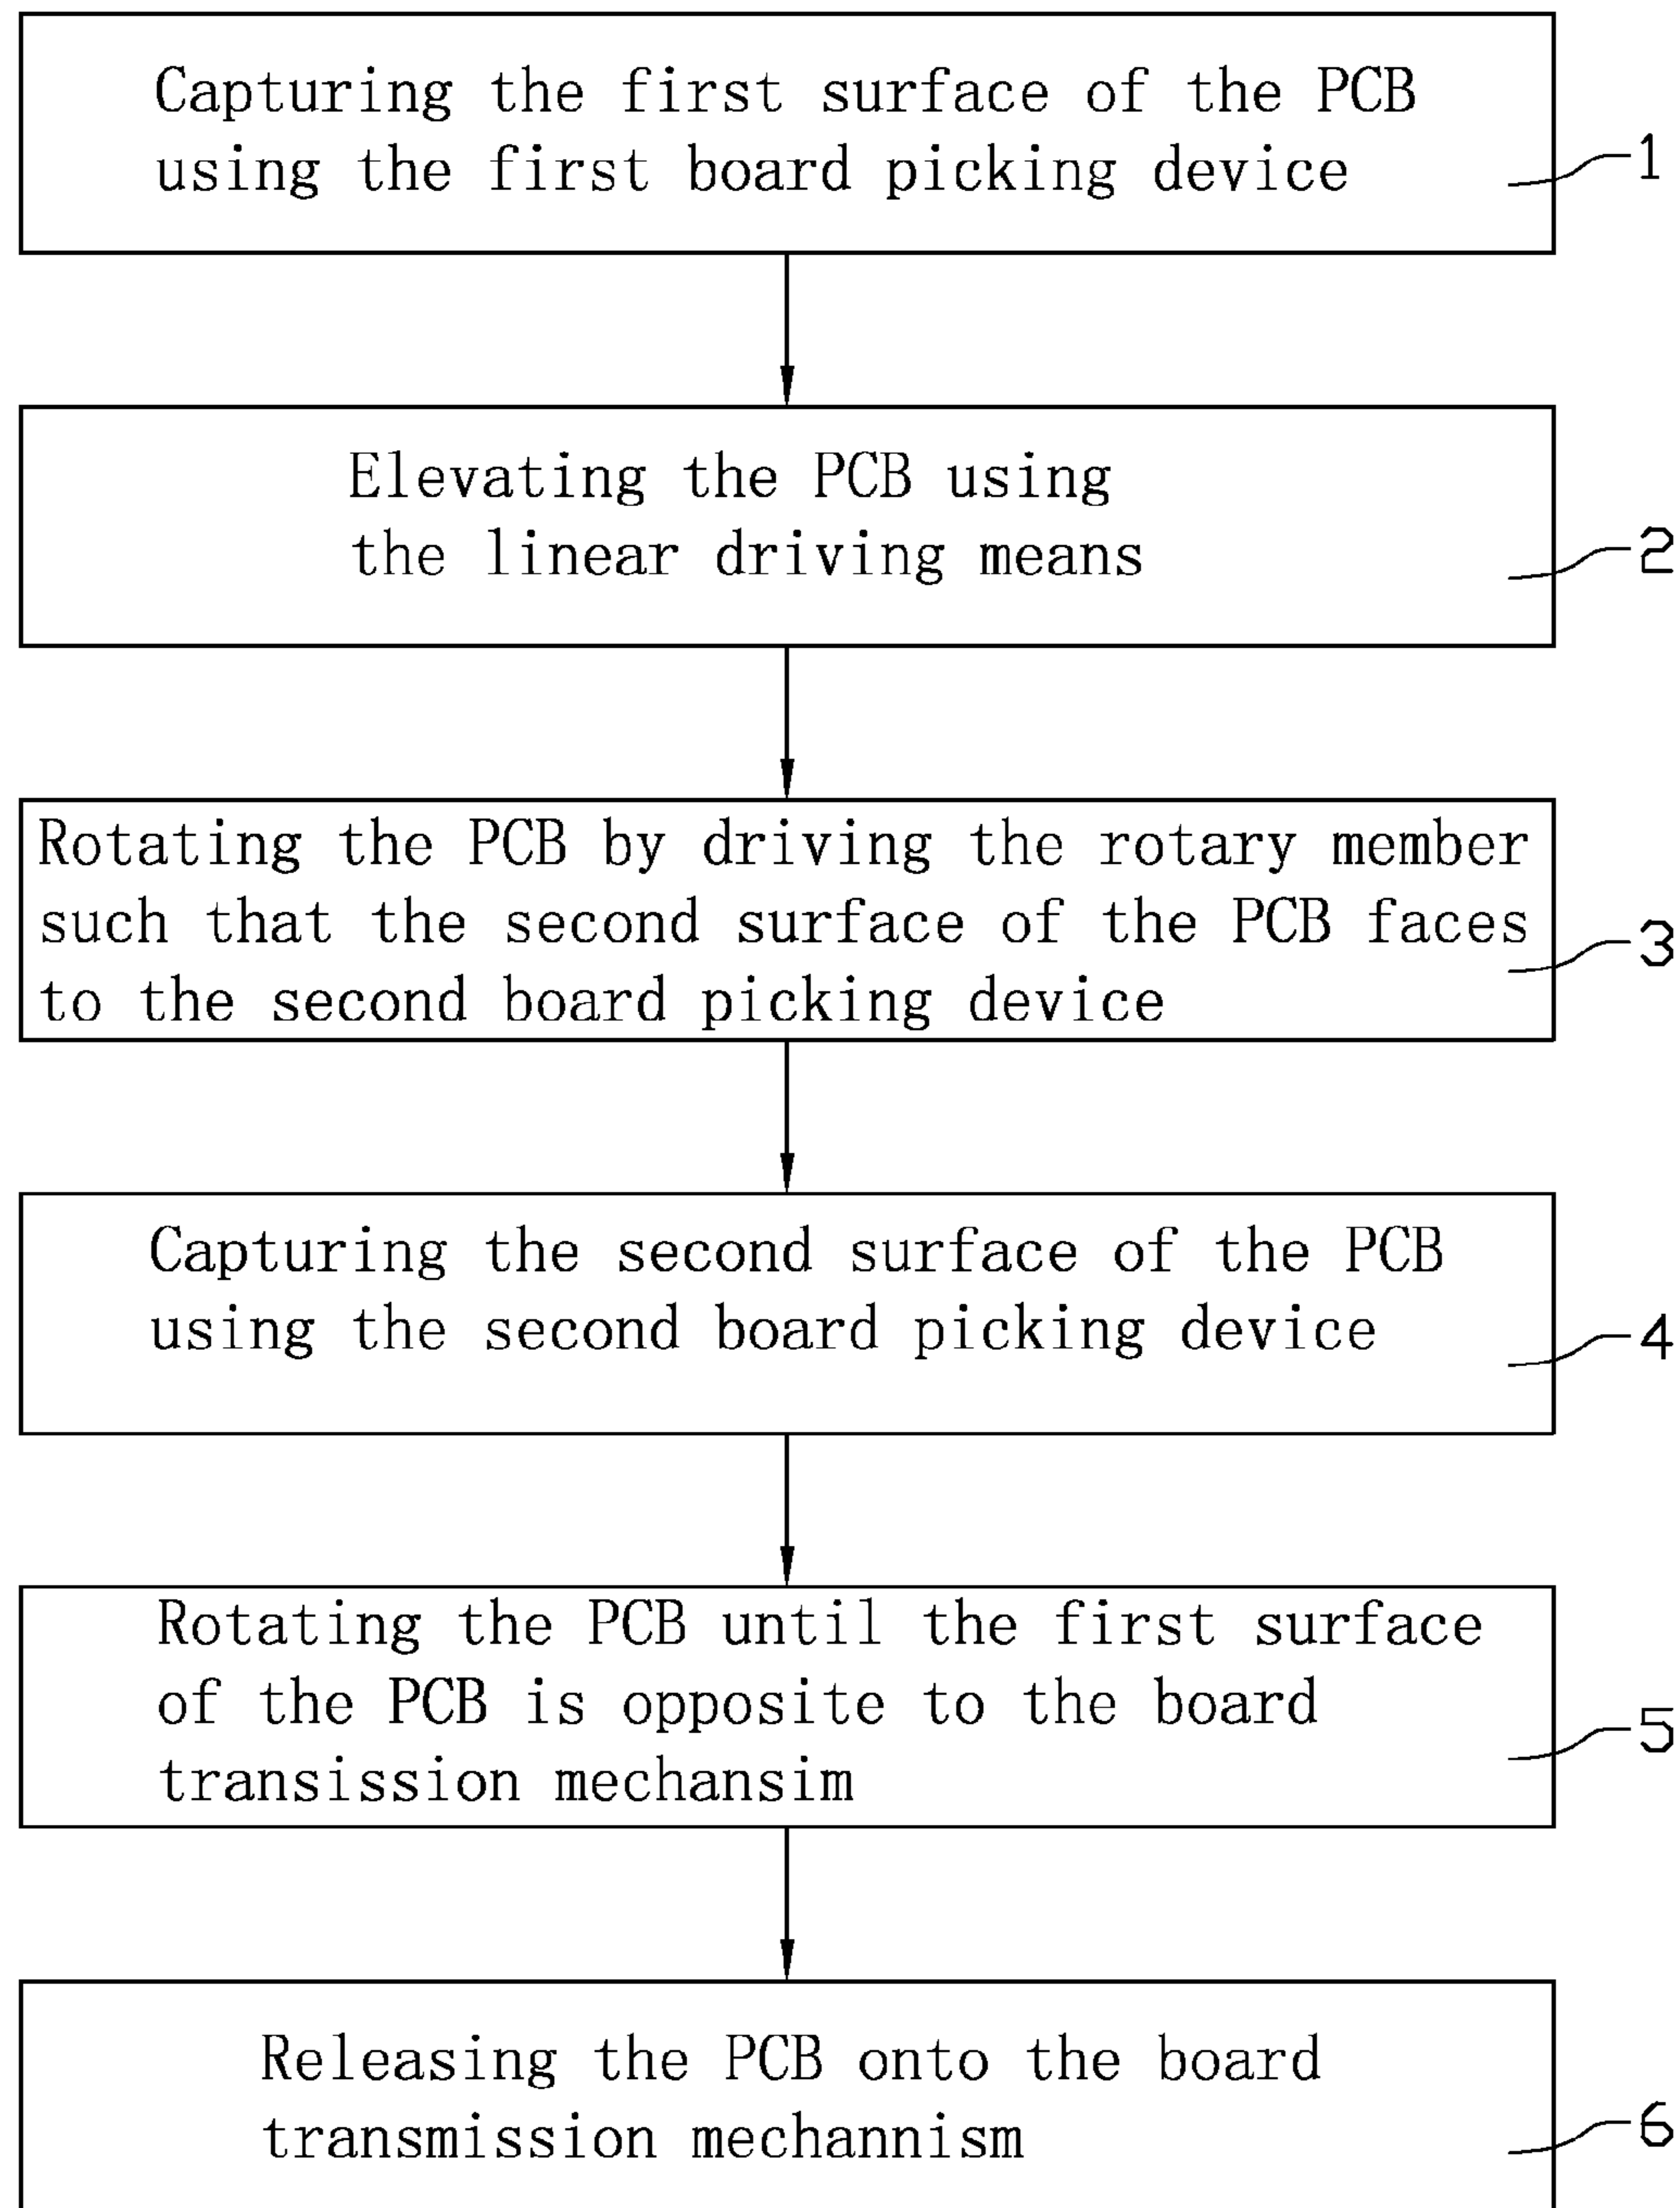 Capturing the first surface of the PCB
using the first board picking device
1
Elevating the PCB using
the linear driving means
2
Rotating the PCB by driving the rotary member
such that the second surface of the PCB faces
to the second board picking device
3
Capturing the second surface of the PCB
using the second board picking device
4
Rotating the PCB until the first surface
of the PCB is opposite to the board
transission mechansim
5
Releasing the PCB onto the board
transmission mechannism
6